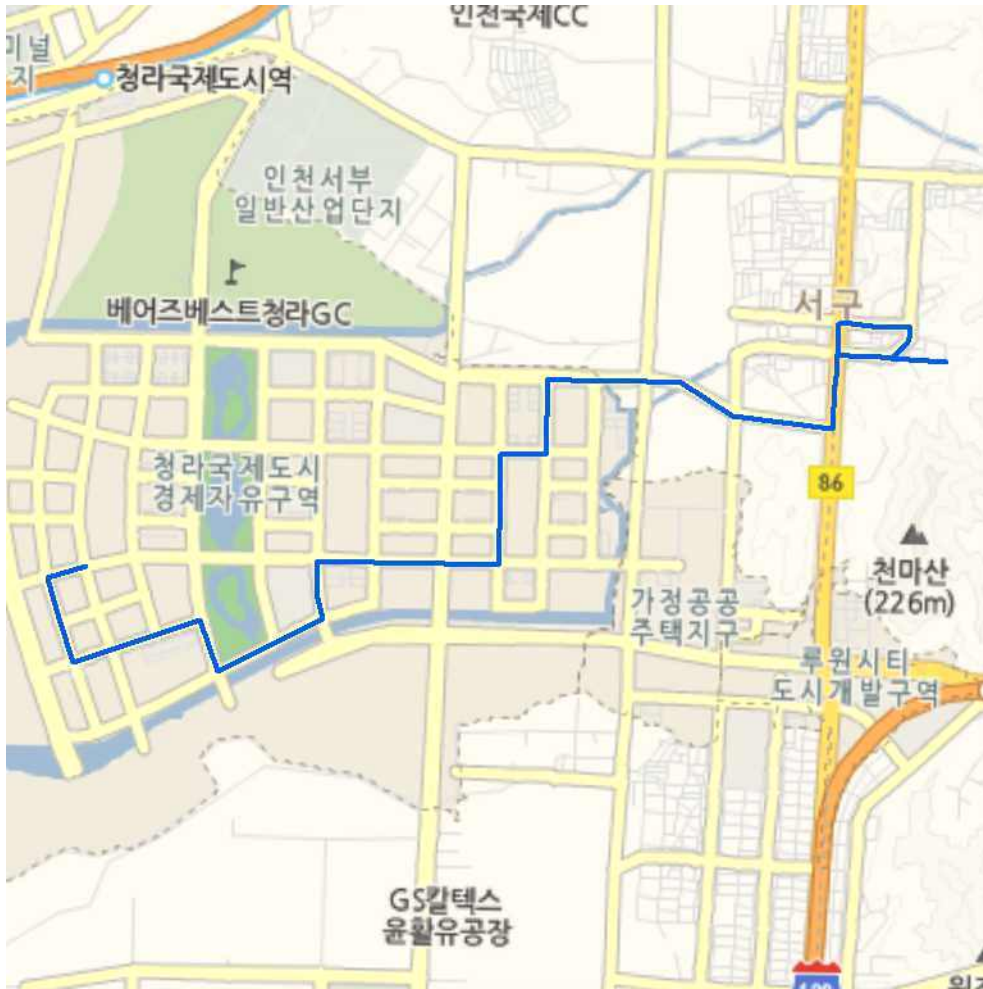 인천국제CC
미널
지
청라국제도시역
인천서부
일반산업단지
베어즈베스트청라GC
서구
청라국제도시
경제자유구역
86
천마산
(226m)
가정공공
주택지구
루원시티
도시개발구역
GS칼텍스
윤활유공장